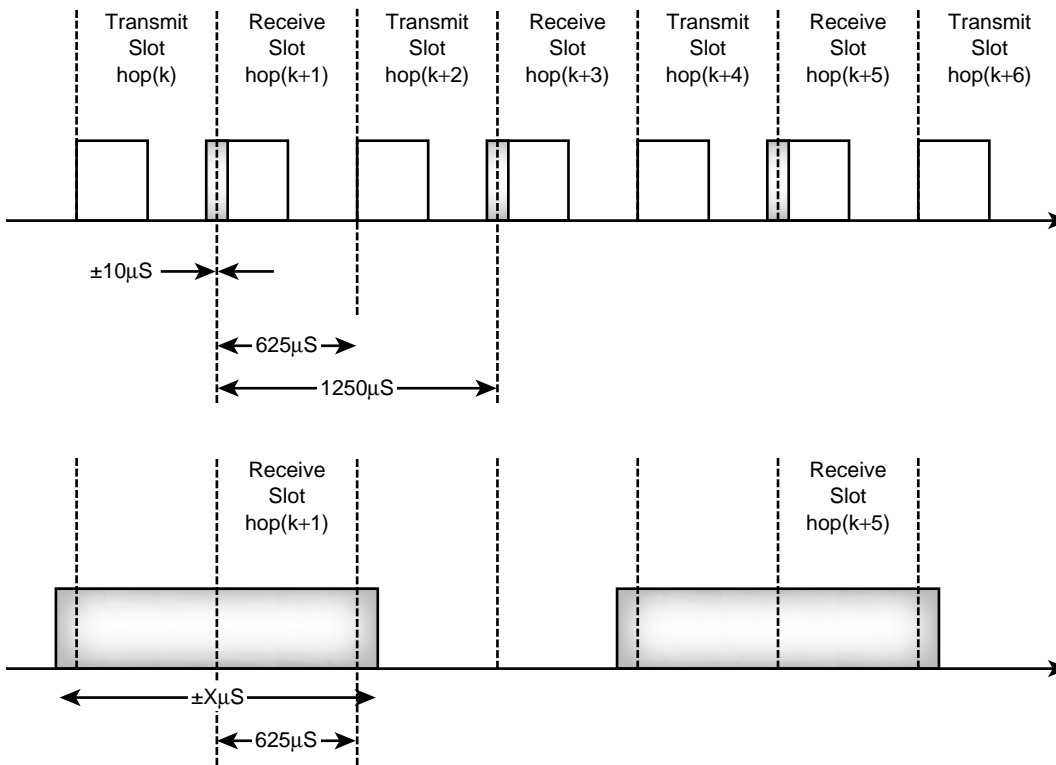 Transmit
Slot
hop(k)
Receive
Slot
hop(k+1)
Transmit
Slot
hop(k+2)
Receive
Slot
hop(k+3)
Transmit
Slot
hop(k+4)
Receive
Slot
hop(k+5)
Transmit
Slot
hop(k+6)
±10μS
625μS
1250μS
Receive
Slot
hop(k+1)
Receive
Slot
hop(k+5)
±XμS
625μS